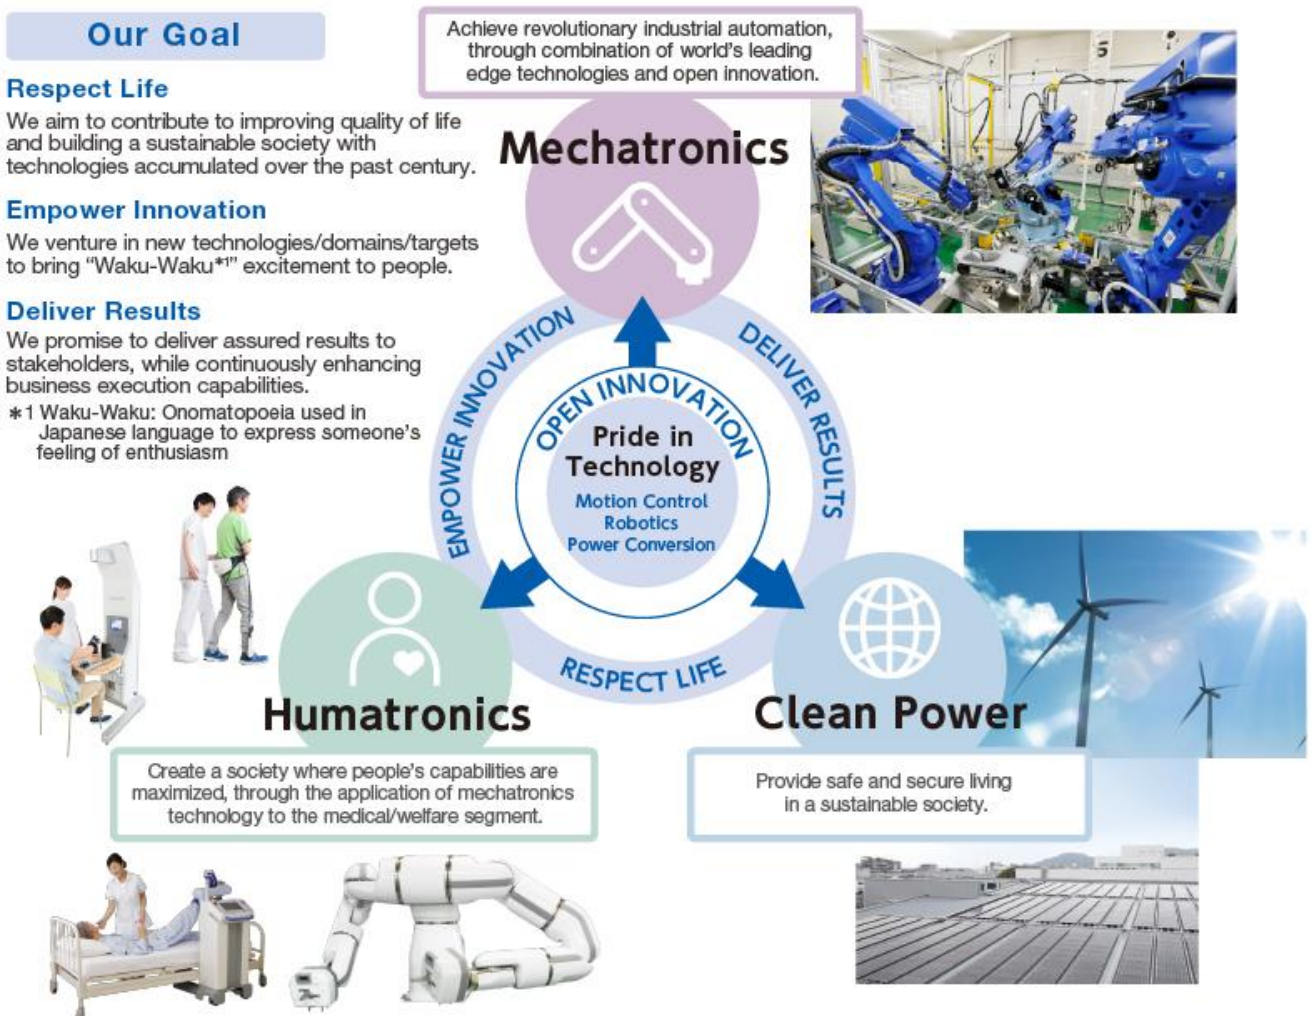 Our Goal
Respect Life
We aim to contribute to improving quality of life
and building a sustainable society with
technologies accumulated over the past century.
Empower Innovation
We venture in new technologies/domains/targets
to bring “Waku-Waku*1” excitement to people.
Deliver Results
We promise to deliver assured results to
stakeholders, while continuously enhancing
business execution capabilities.
*1 Waku-Waku: Onomatopoeia used in
Japanese language to express someone's
feeling of enthusiasm
Achieve revolutionary industrial automation,
through combination of world's leading
edge technologies and open innovation.
Mechatronics
EMPOWER INNOVATION
DELIVER RESULTS
OPEN INNOVATION
Pride in
Technology
Motion Control
Robotics
Power Conversion
RESPECT LIFE
Humatronics
Create a society where people's capabilities are
maximized, through the application of mechatronics
technology to the medical/welfare segment.
Clean Power
Provide safe and secure living
in a sustainable society.